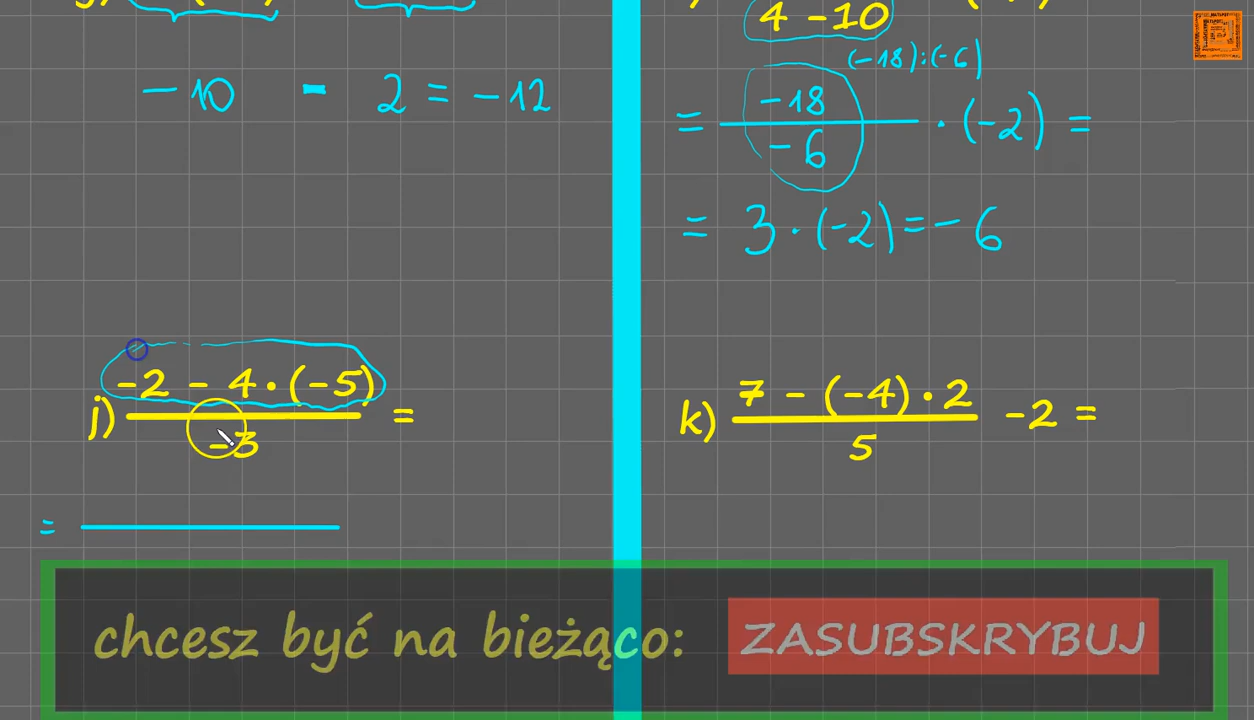 4 - 10
(-18):(-6)
-10 - 2 = -12
= -18 / -6 · (-2) =
= 3 · (-2) = -6
j) -2 - 4 · (-5) / -3 =
=
k) 7 - (-4) · 2 / 5 - 2 =
chcesz być na bieżąco: ZASUBSKRYBUJ